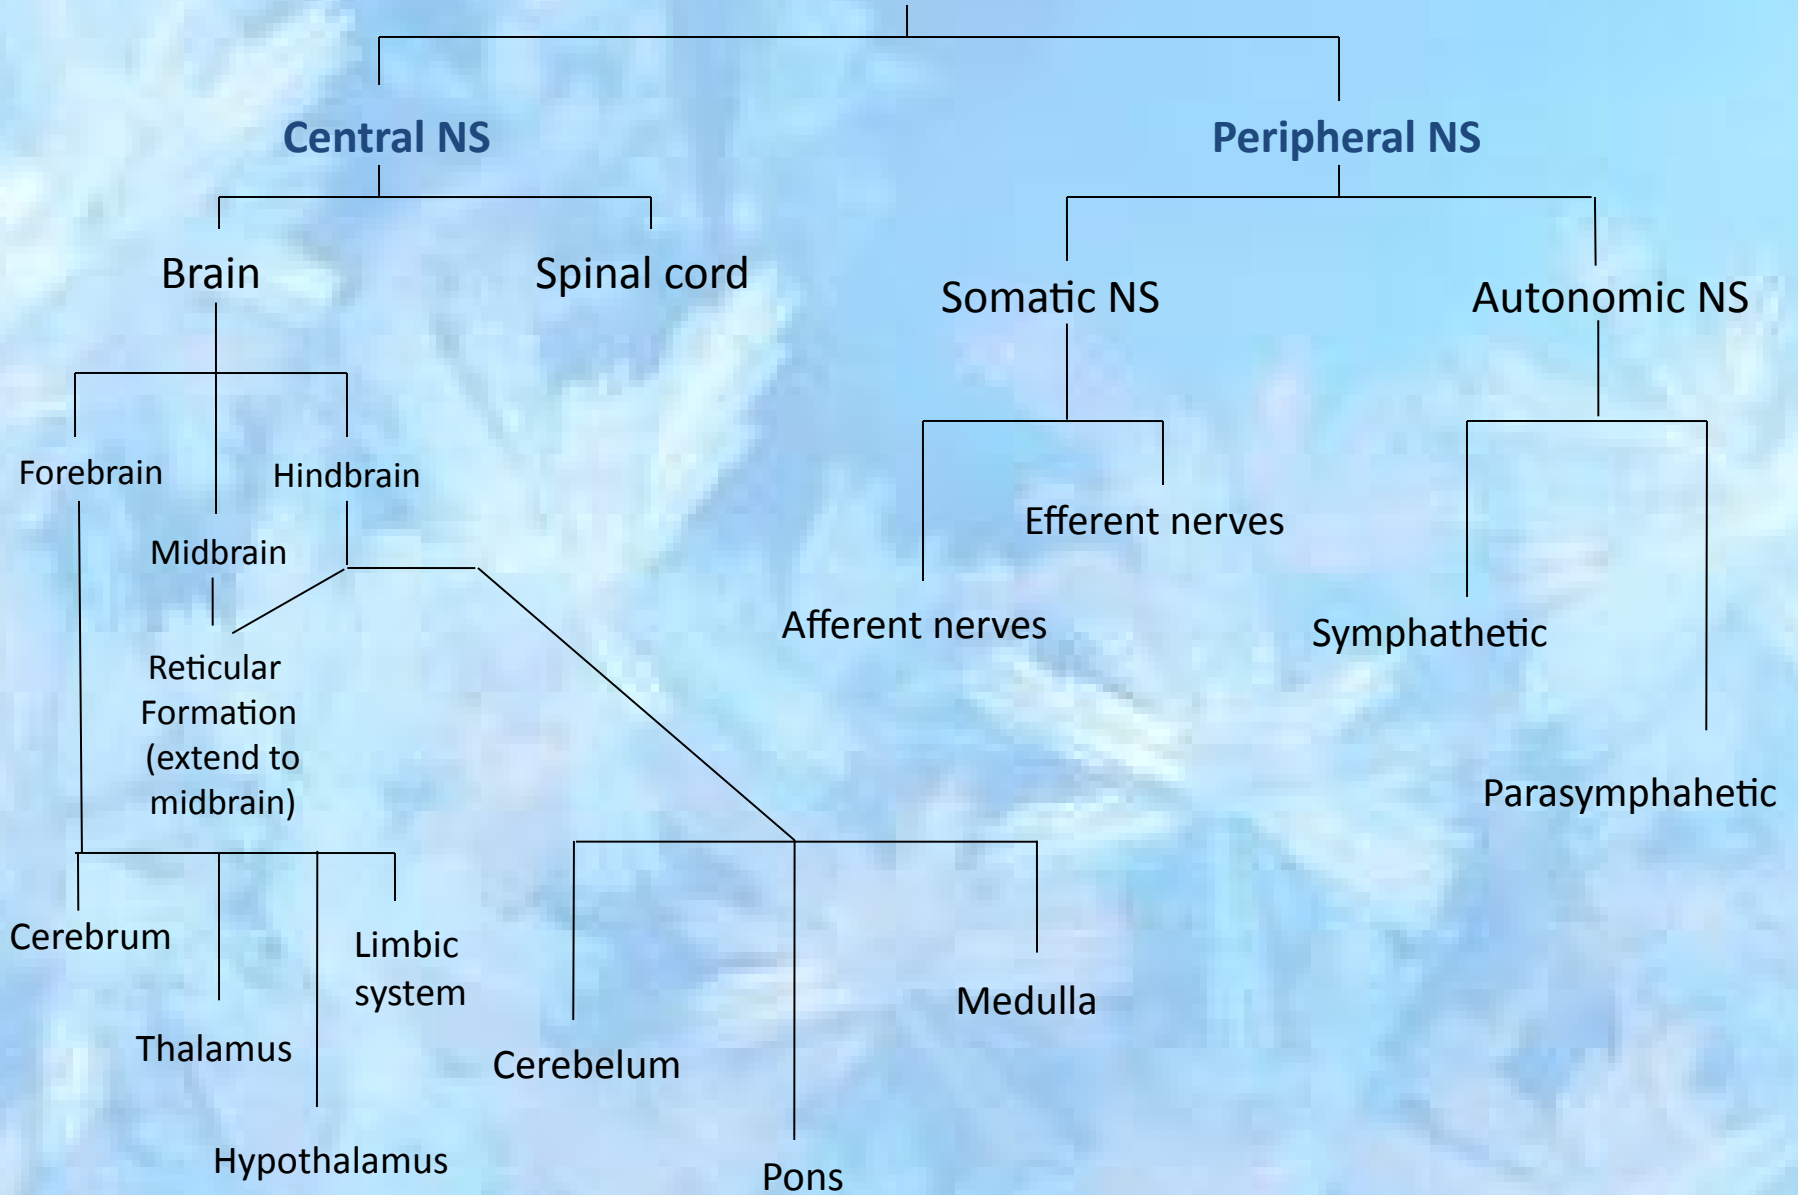 Central NS
Peripheral NS
Brain
Spinal cord
Somatic NS
Autonomic NS
Forebrain
Hindbrain
Efferent nerves
Midbrain
Afferent nerves
Symphathetic
Reticular
Formation
(extend to
midbrain)
Parasymphahetic
Cerebrum
Limbic
system
Medulla
Thalamus
Cerebelum
Hypothalamus
Pons